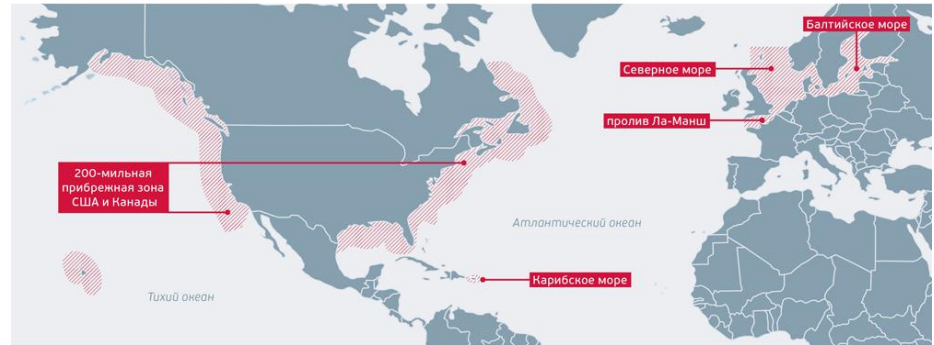 Балтийское море
Северное море
пролив Ла-Манш
200-мильная
прибрежная зона
США и Канады
Атлантический океан
Карибское море
Тихий океан